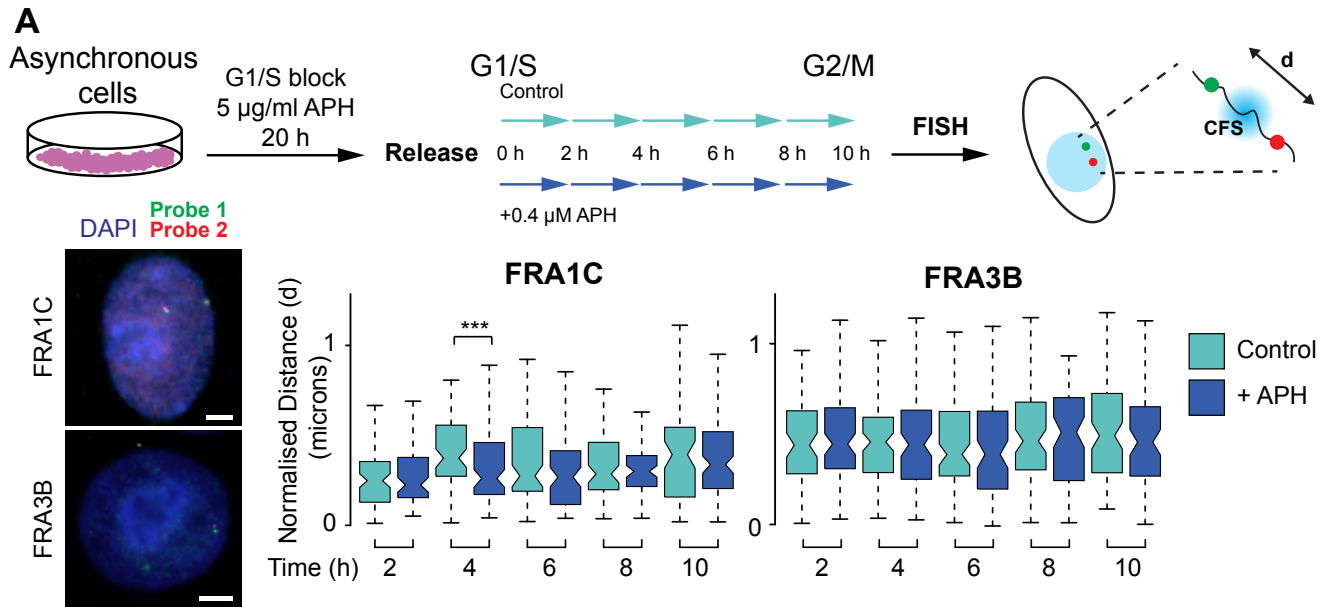 A
Asynchronous
cells
G1/S block
5 µg/ml APH
20 h
Release
G1/S
Control
G2/M
0 h 2 h 4 h 6 h 8 h 10 h
+0.4 µM APH
FISH
d
CFS
DAPI
Probe 1
Probe 2
FRA1C
FRA3B
FRA1C
Normalised Distance (d)
(microns)
1
0
***
Time (h) 2 4 6 8 10
FRA3B
1
0
2 4 6 8 10
Control
+ APH